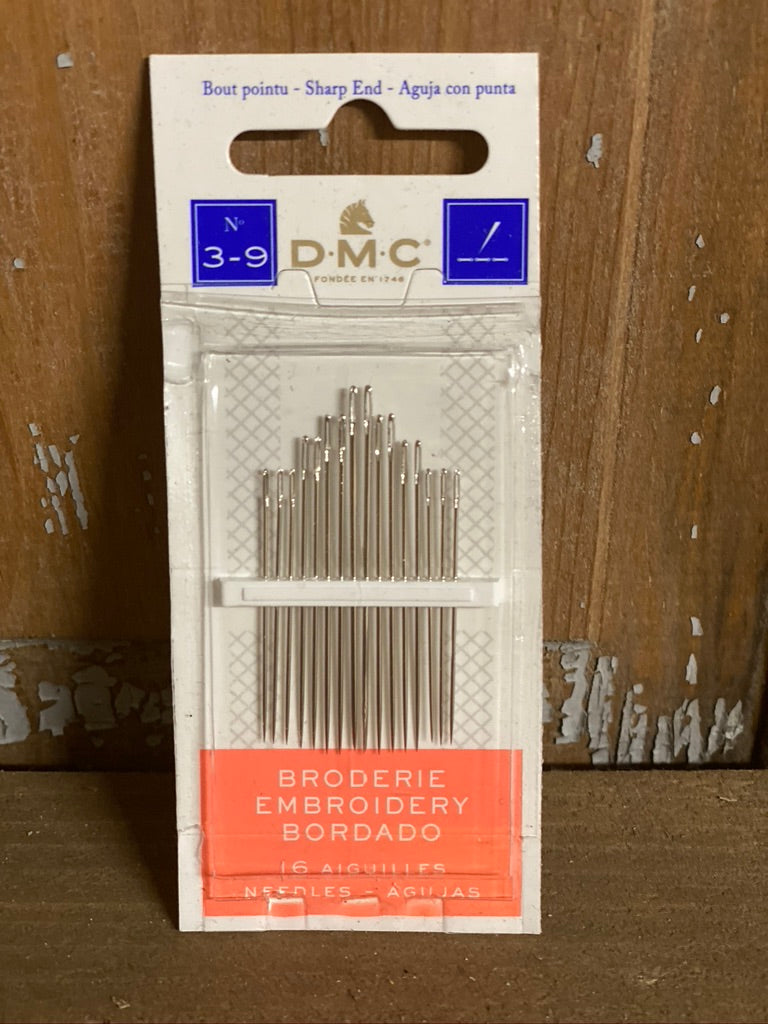 Bout pointu - Sharp End - Aguja con punta
Nº
3-9
D·M·C®
FONDÉE EN 1746
BRODERIE
EMBROIDERY
BORDADO
16 AIGUILLES
NEEDLES - AGUJAS